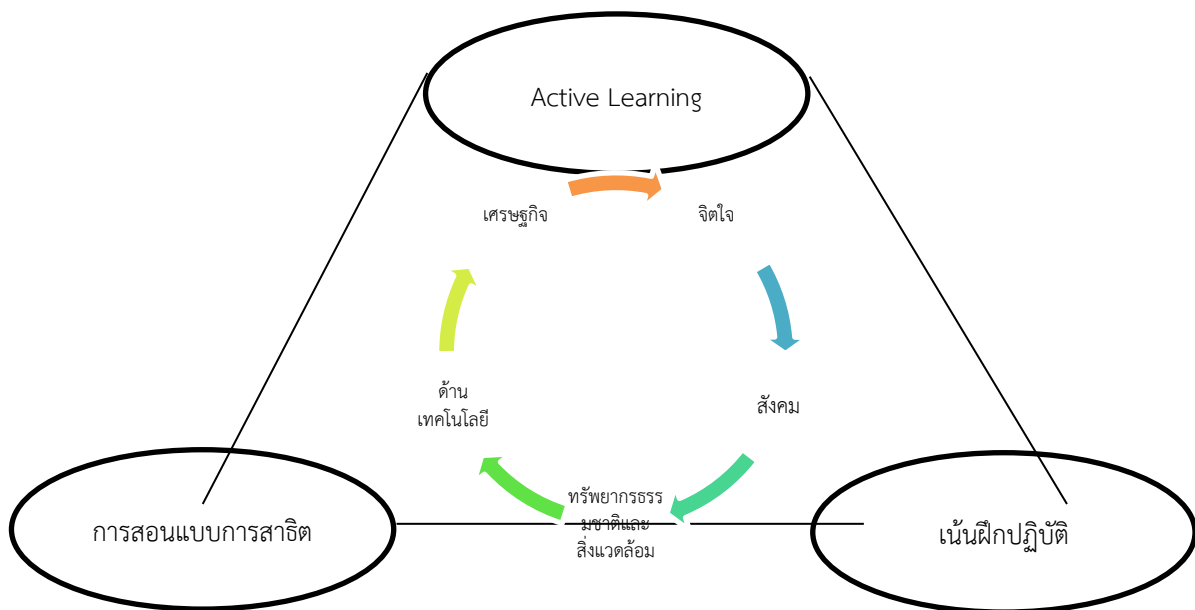 Active Learning
เศรษฐกิจ
จิตใจ
ด้าน
เทคโนโลยี
สังคม
ทรัพยากรธรร
มชาติและ
สิ่งแวดล้อม
การสอนแบบการสาธิต
เน้นฝึกปฏิบัติ